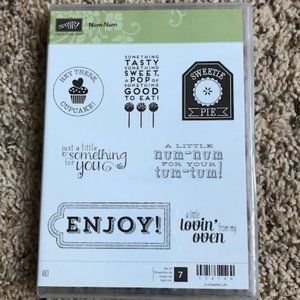 STAMPIN' UP!
Num-Num
HEY THERE
CUPCAKE!
SOMETHING
TASTY
SOMETHING
SWEET,
A POP OF
SOMETHING
GOOD
TO EAT!
SWEETIE
PIE
just a little
something
for you
A LITTLE
num-num
FOR YOUR
tum-tum!
ENJOY!
a little
lovin' from my
oven
7